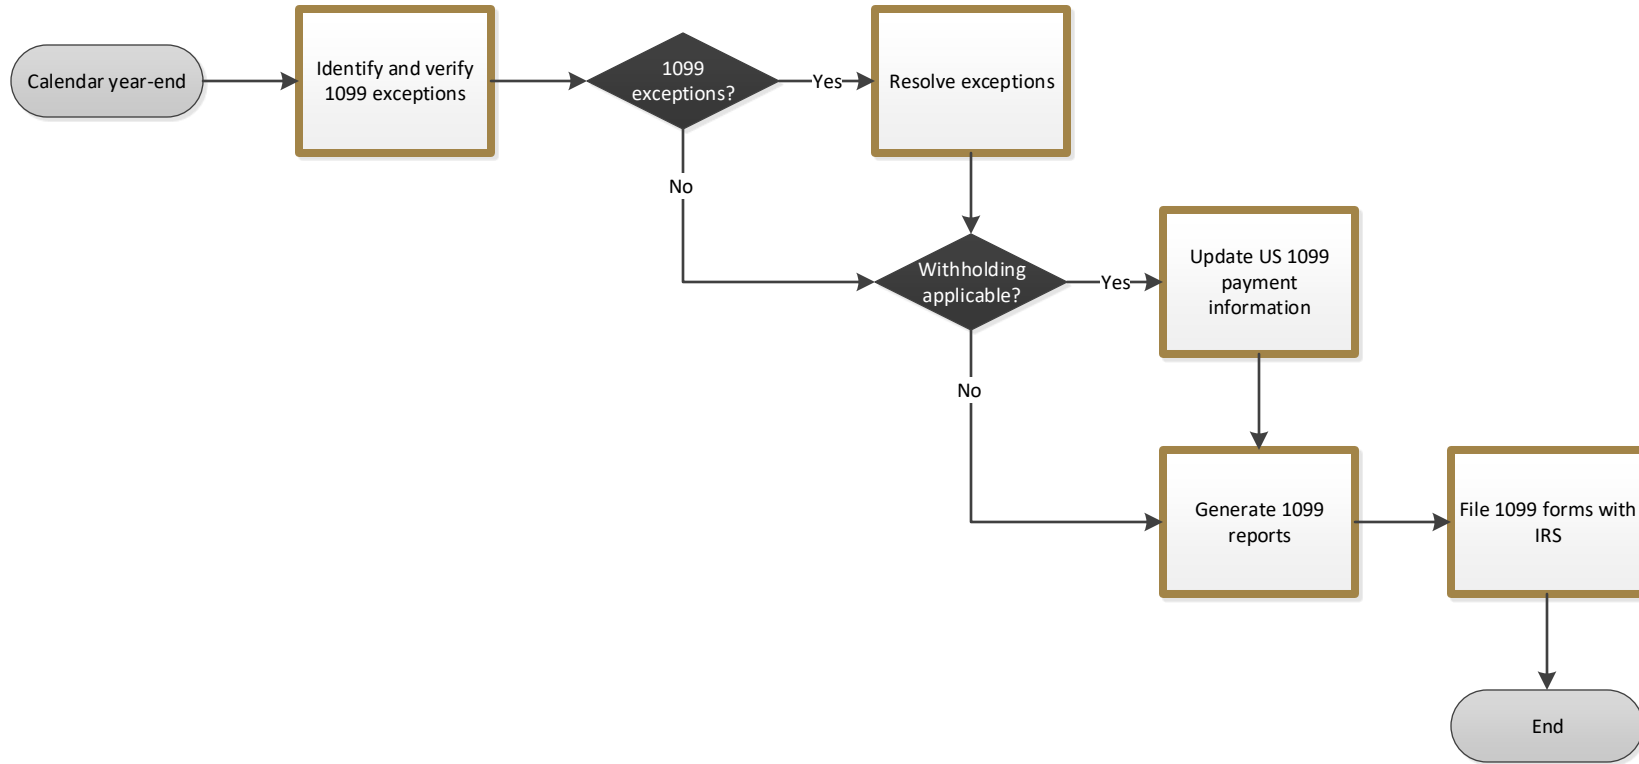 Calendar year-end
Identify and verify
1099 exceptions
1099
exceptions?
Yes
Resolve exceptions
No
Withholding
applicable?
Yes
Update US 1099
payment
information
No
Generate 1099
reports
File 1099 forms with
IRS
End